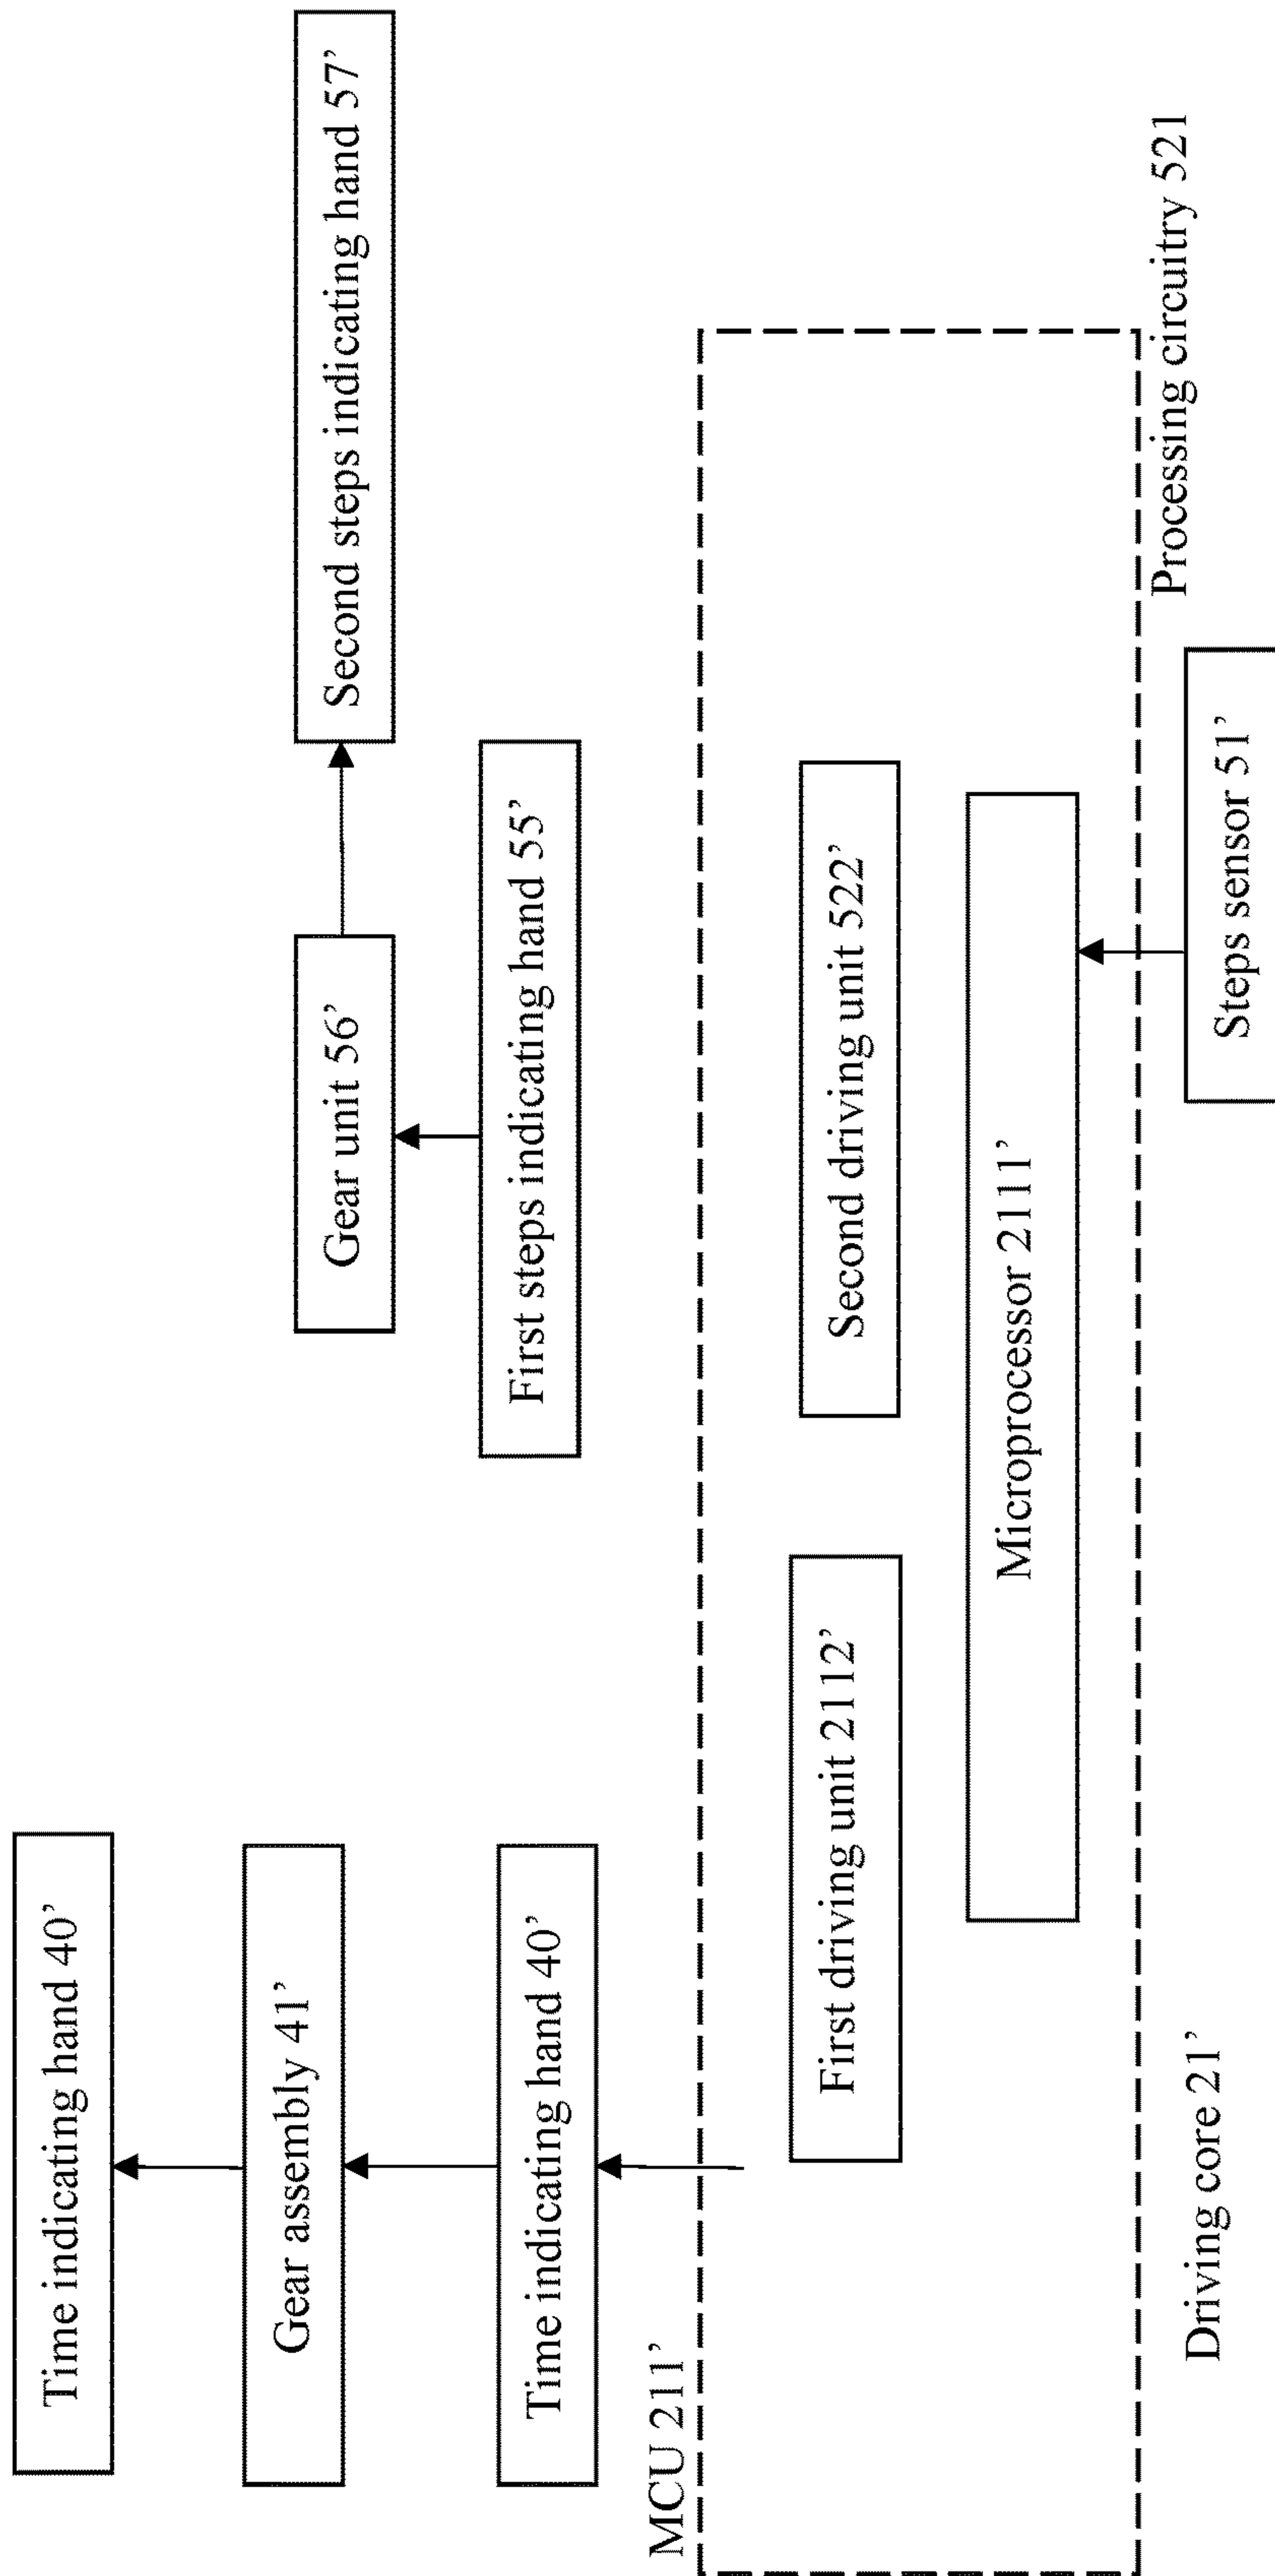 Time indicating hand 40’
Gear assembly 41’
Time indicating hand 40’
Second steps indicating hand 57’
Gear unit 56’
First steps indicating hand 55’
MCU 211’
First driving unit 2112’
Second driving unit 522’
Microprocessor 2111’
Processing circuitry 521
Driving core 21’
Steps sensor 51’